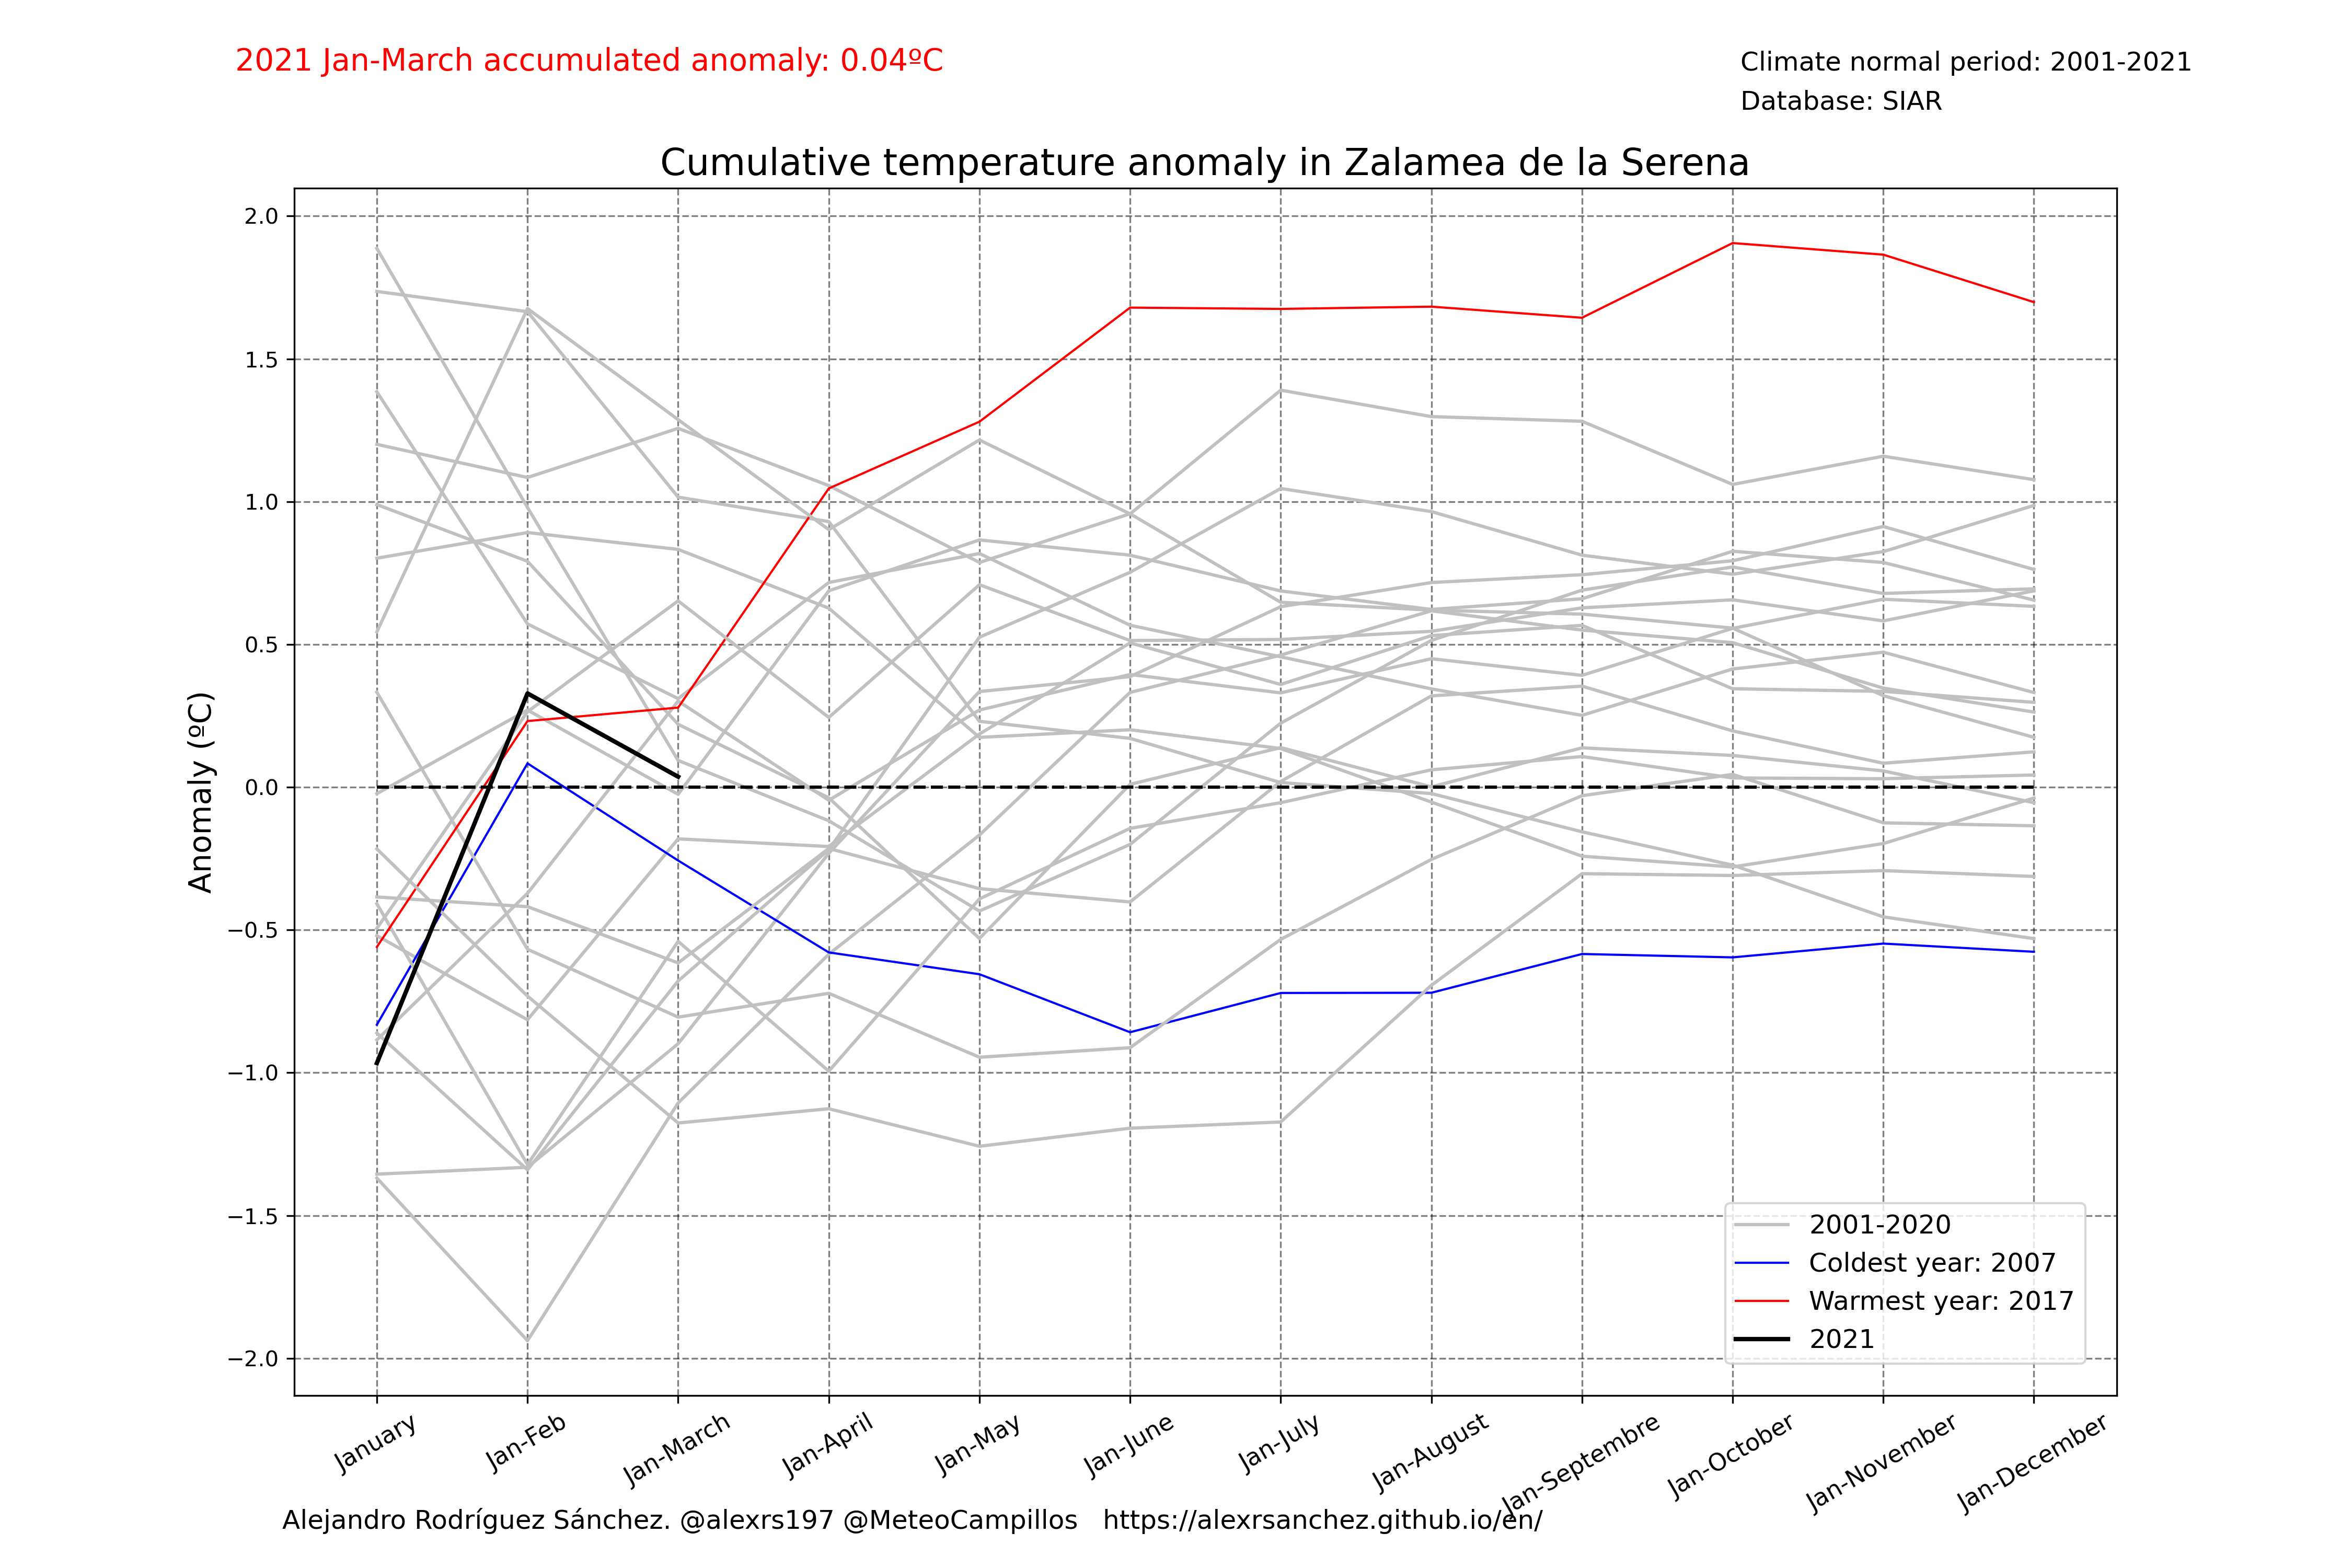 2021 Jan-March accumulated anomaly: 0.04ºC
Climate normal period: 2001-2021
Database: SIAR
Cumulative temperature anomaly in Zalamea de la Serena
Anomaly (ºC)
2.0
1.5
1.0
0.5
0.0
−0.5
−1.0
−1.5
−2.0
2001-2020
Coldest year: 2007
Warmest year: 2017
2021
January
Jan-Feb
Jan-March
Jan-April
Jan-May
Jan-June
Jan-July
Jan-August
Jan-Septembre
Jan-October
Jan-November
Jan-December
Alejandro Rodríguez Sánchez. @alexrs197 @MeteoCampillos https://alexrsanchez.github.io/en/